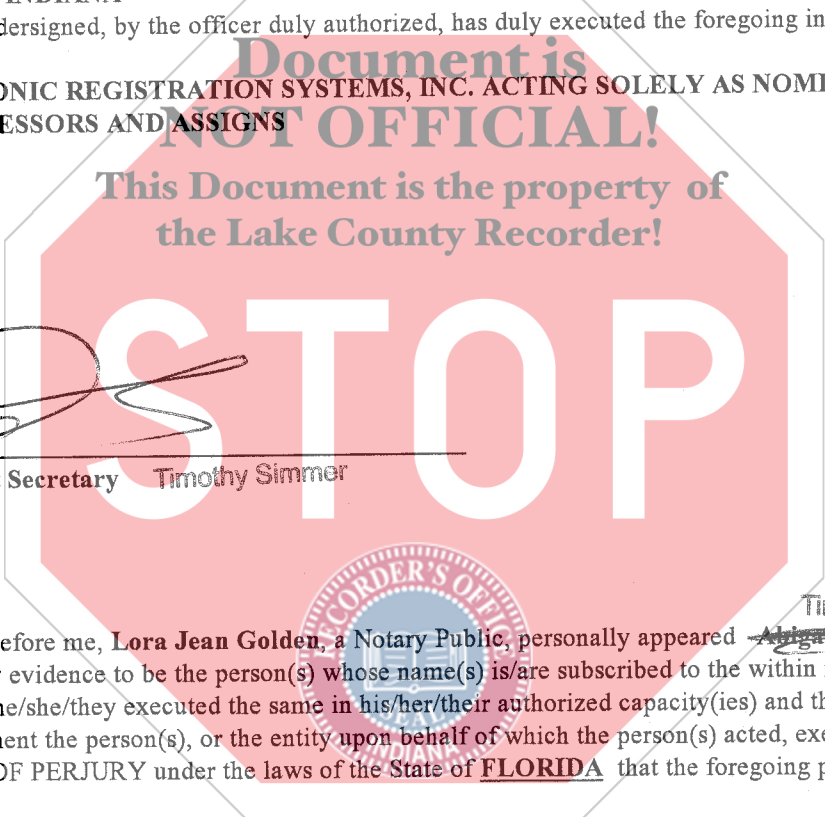 INDIANA
dersigned, by the officer duly authorized, has duly executed the foregoing in
Document is
ONIC REGISTRATION SYSTEMS, INC. ACTING SOLELY AS NOMI
NOT OFFICIAL!
ESSORS AND ASSIGNS
This Document is the property of
the Lake County Recorder!
STOP
Secretary Timothy Simmer
RECORDER'S OFFICE
SEAL
INDIANA
Ti
efore me, Lora Jean Golden, a Notary Public, personally appeared Abiga
evidence to be the person(s) whose name(s) is/are subscribed to the within
he/she/they executed the same in his/her/their authorized capacity(ies) and th
ent the person(s), or the entity upon behalf of which the person(s) acted, exe
OF PERJURY under the laws of the State of FLORIDA that the foregoing p